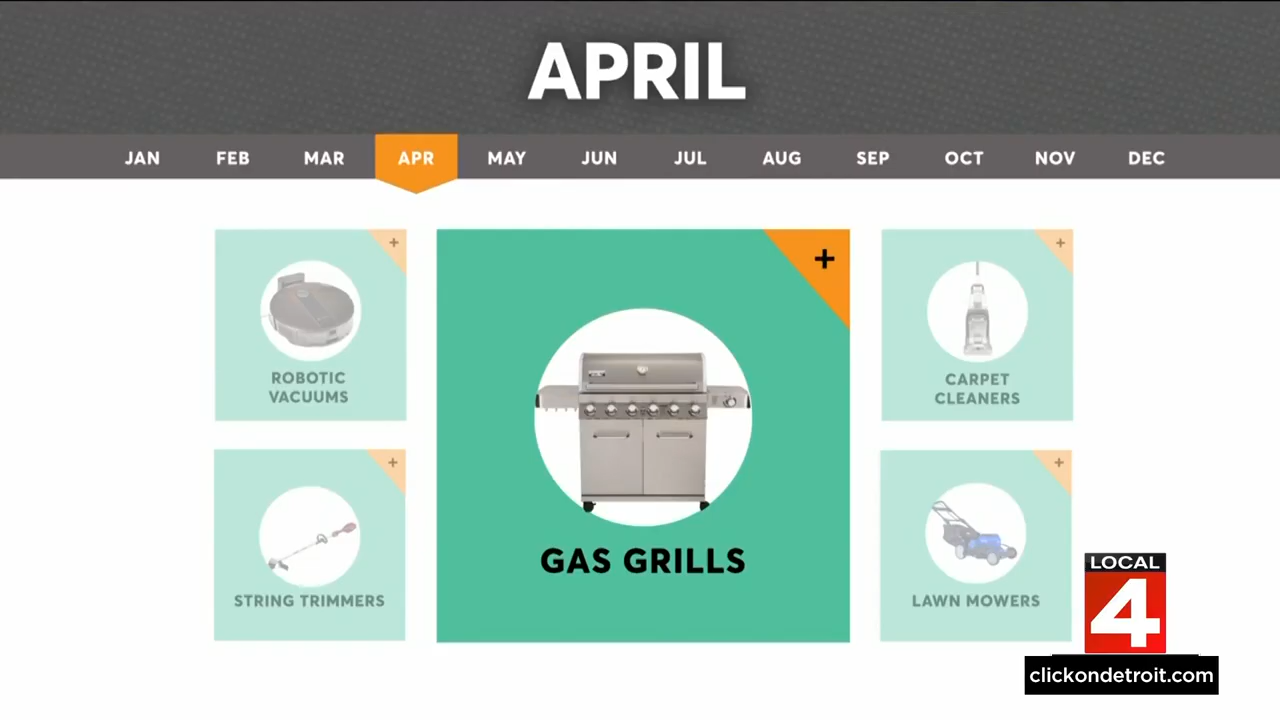 APRIL
JAN FEB MAR APR MAY JUN JUL AUG SEP OCT NOV DEC
+
ROBOTIC
VACUUMS
+
GAS GRILLS
+
CARPET
CLEANERS
+
STRING TRIMMERS
+
LAWN MOWERS
LOCAL
4
clickondetroit.com